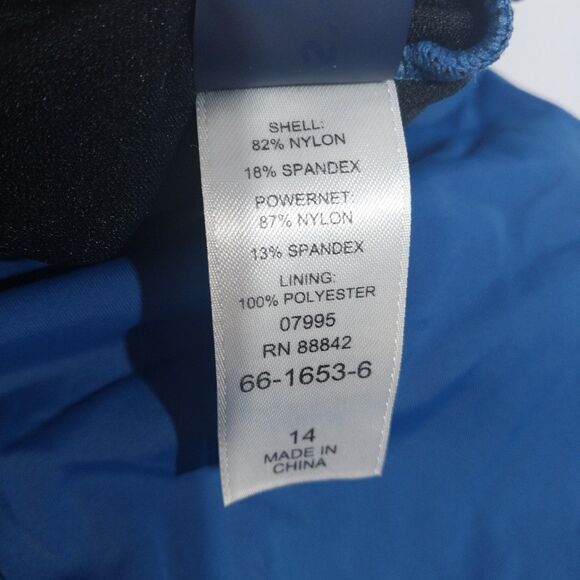 SHELL:
82% NYLON
18% SPANDEX
POWERNET:
87% NYLON
13% SPANDEX
LINING:
100% POLYESTER
07995
RN 88842
66-1653-6
14
MADE IN
CHINA